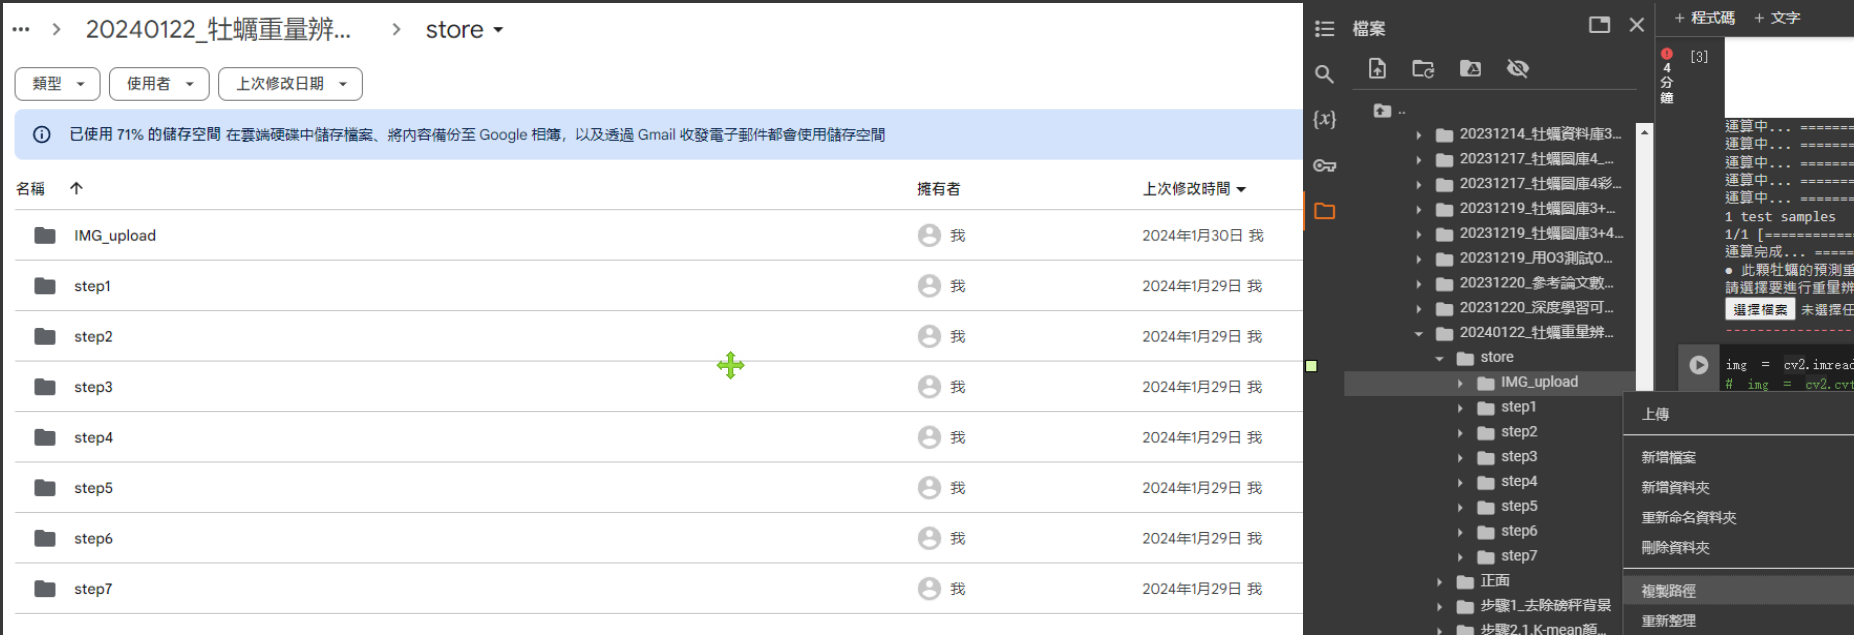 … > 20240122_牡蠣重量辨... > store
類型 使用者 上次修改日期
已使用 71% 的儲存空間 在雲端硬碟中儲存檔案、將內容備份至 Google 相簿，以及透過 Gmail 收發電子郵件都會使用儲存空間
名稱 擁有者 上次修改時間
IMG_upload 我 2024年1月30日 我
step1 我 2024年1月29日 我
step2 我 2024年1月29日 我
step3 我 2024年1月29日 我
step4 我 2024年1月29日 我
step5 我 2024年1月29日 我
step6 我 2024年1月29日 我
step7 我 2024年1月29日 我
檔案
{x}
..
20231214_牡蠣資料庫3...
20231217_牡蠣圖庫4_...
20231217_牡蠣圖庫4彩...
20231219_牡蠣圖庫3+...
20231219_牡蠣圖庫3+4...
20231219_用O3測試O...
20231220_參考論文數...
20231220_深度學習可...
20240122_牡蠣重量辨...
store
IMG_upload
step1
step2
step3
step4
step5
step6
step7
正面
步驟1_去除磅秤背景
步驟2.1.K-mean顏...
+ 程式碼 + 文字
4
分
鐘
[3]
運算中... =======
運算中... =======
運算中... =======
運算中... =======
運算中... =======
1 test samples
1/1 [===========
運算完成... =====
● 此顆牡蠣的預測重
請選擇要進行重量辨
選擇檔案 未選擇任
----------------
img = cv2.imread
# img = cv2.cvt
上傳
新增檔案
新增資料夾
重新命名資料夾
刪除資料夾
複製路徑
重新整理